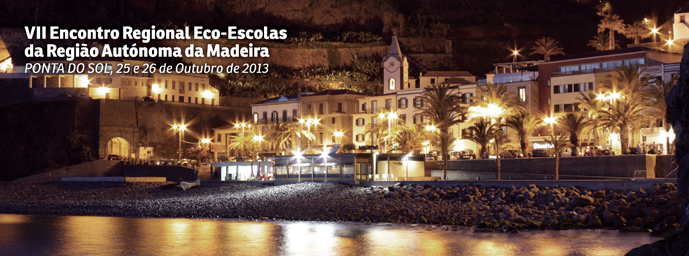 VII Encontro Regional Eco-Escolas
da Região Autónoma da Madeira
PONTA DO SOL, 25 e 26 de Outubro de 2013